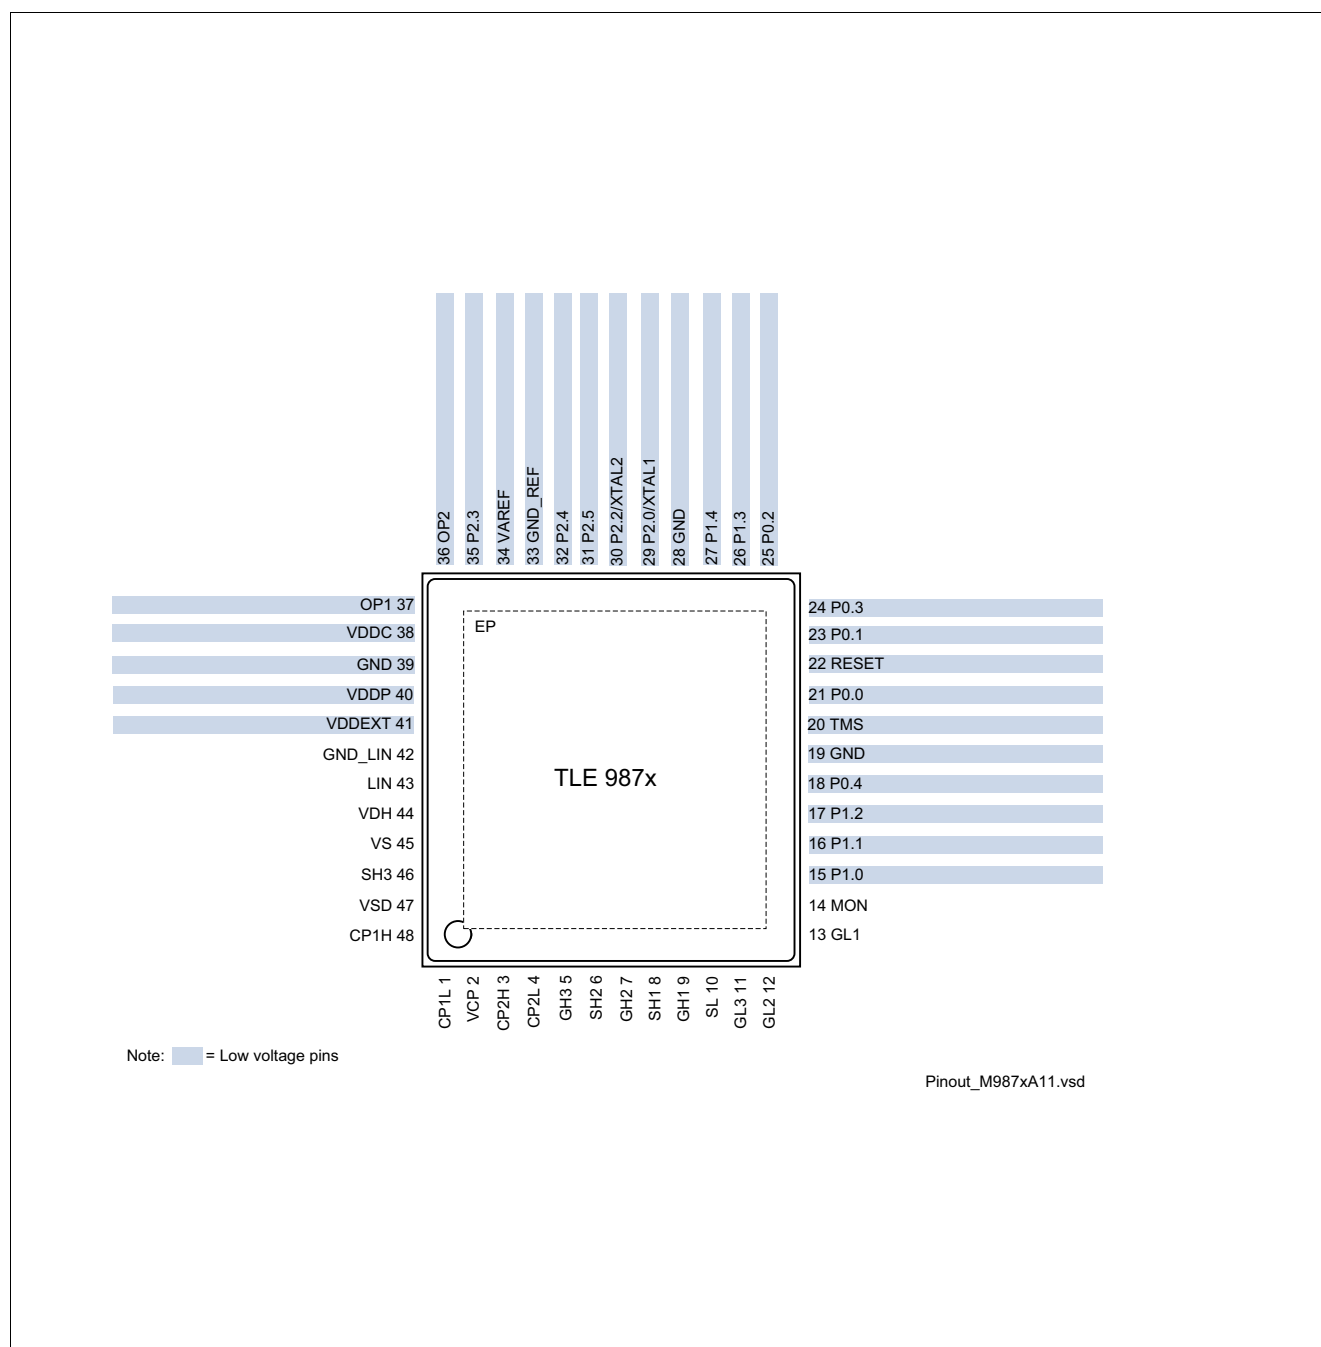 36 OP2
35 P2.3
34 VAREF
33 GND_REF
32 P2.4
31 P2.5
30 P2.2/XTAL2
29 P2.0/XTAL1
28 GND
27 P1.4
26 P1.3
25 P0.2
OP1 37
VDDC 38
GND 39
VDDP 40
VDDEXT 41
GND_LIN 42
LIN 43
VDH 44
VS 45
SH3 46
VSD 47
CP1H 48
EP
TLE 987x
24 P0.3
23 P0.1
22 RESET
21 P0.0
20 TMS
19 GND
18 P0.4
17 P1.2
16 P1.1
15 P1.0
14 MON
13 GL1
CP1L 1
VCP 2
CP2H 3
CP2L 4
GH3 5
SH2 6
GH2 7
SH1 8
GH1 9
SL 10
GL3 11
GL2 12
Note: = Low voltage pins
Pinout_M987xA11.vsd